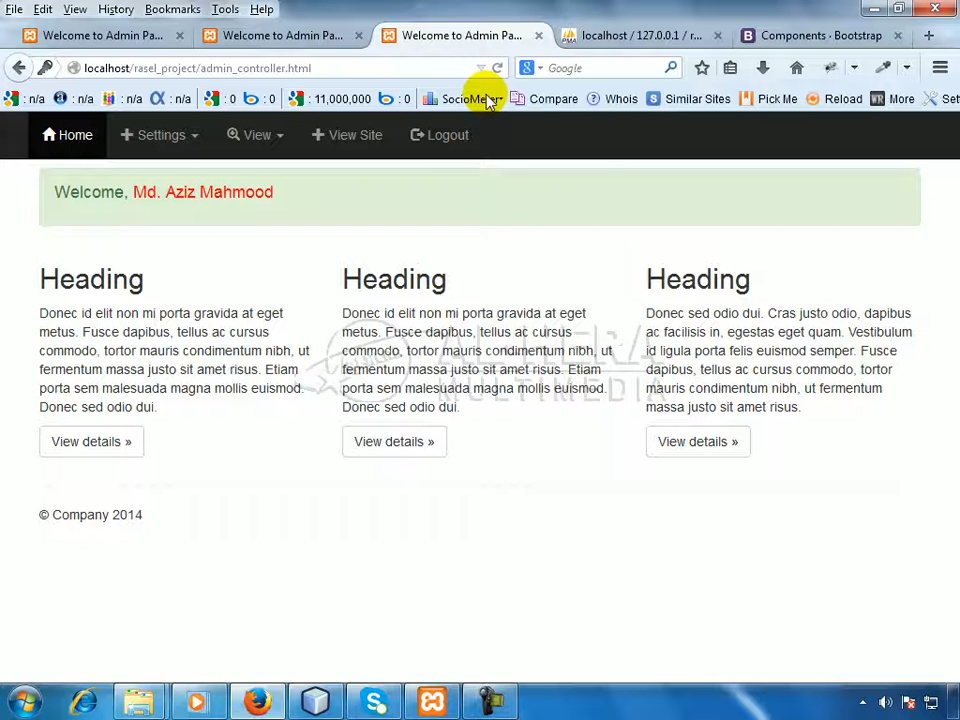 File Edit View History Bookmarks Tools Help
Welcome to Admin Pa... Welcome to Admin Pa... Welcome to Admin Pa... localhost / 127.0.0.1 / r... Components · Bootstrap
localhost/rasel_project/admin_controller.html Google
: n/a : n/a : n/a : n/a : 0 : 0 : 11,000,000 : 0 Compare Whois Similar Sites Pick Me Reload More Set
Home Settings View View Site Logout
Welcome, Md. Aziz Mahmood
Heading
Donec id elit non mi porta gravida at eget
metus. Fusce dapibus, tellus ac cursus
commodo, tortor mauris condimentum nibh, ut
fermentum massa justo sit amet risus. Etiam
porta sem malesuada magna mollis euismod.
Donec sed odio dui.
View details »
Heading
Donec id elit non mi porta gravida at eget
metus. Fusce dapibus, tellus ac cursus
commodo, tortor mauris condimentum nibh, ut
fermentum massa justo sit amet risus. Etiam
porta sem malesuada magna mollis euismod.
Donec sed odio dui.
View details »
Heading
Donec sed odio dui. Cras justo odio, dapibus
ac facilisis in, egestas eget quam. Vestibulum
id ligula porta felis euismod semper. Fusce
dapibus, tellus ac cursus commodo, tortor
mauris condimentum nibh, ut fermentum
massa justo sit amet risus.
View details »
MULTIMEDIA
© Company 2014